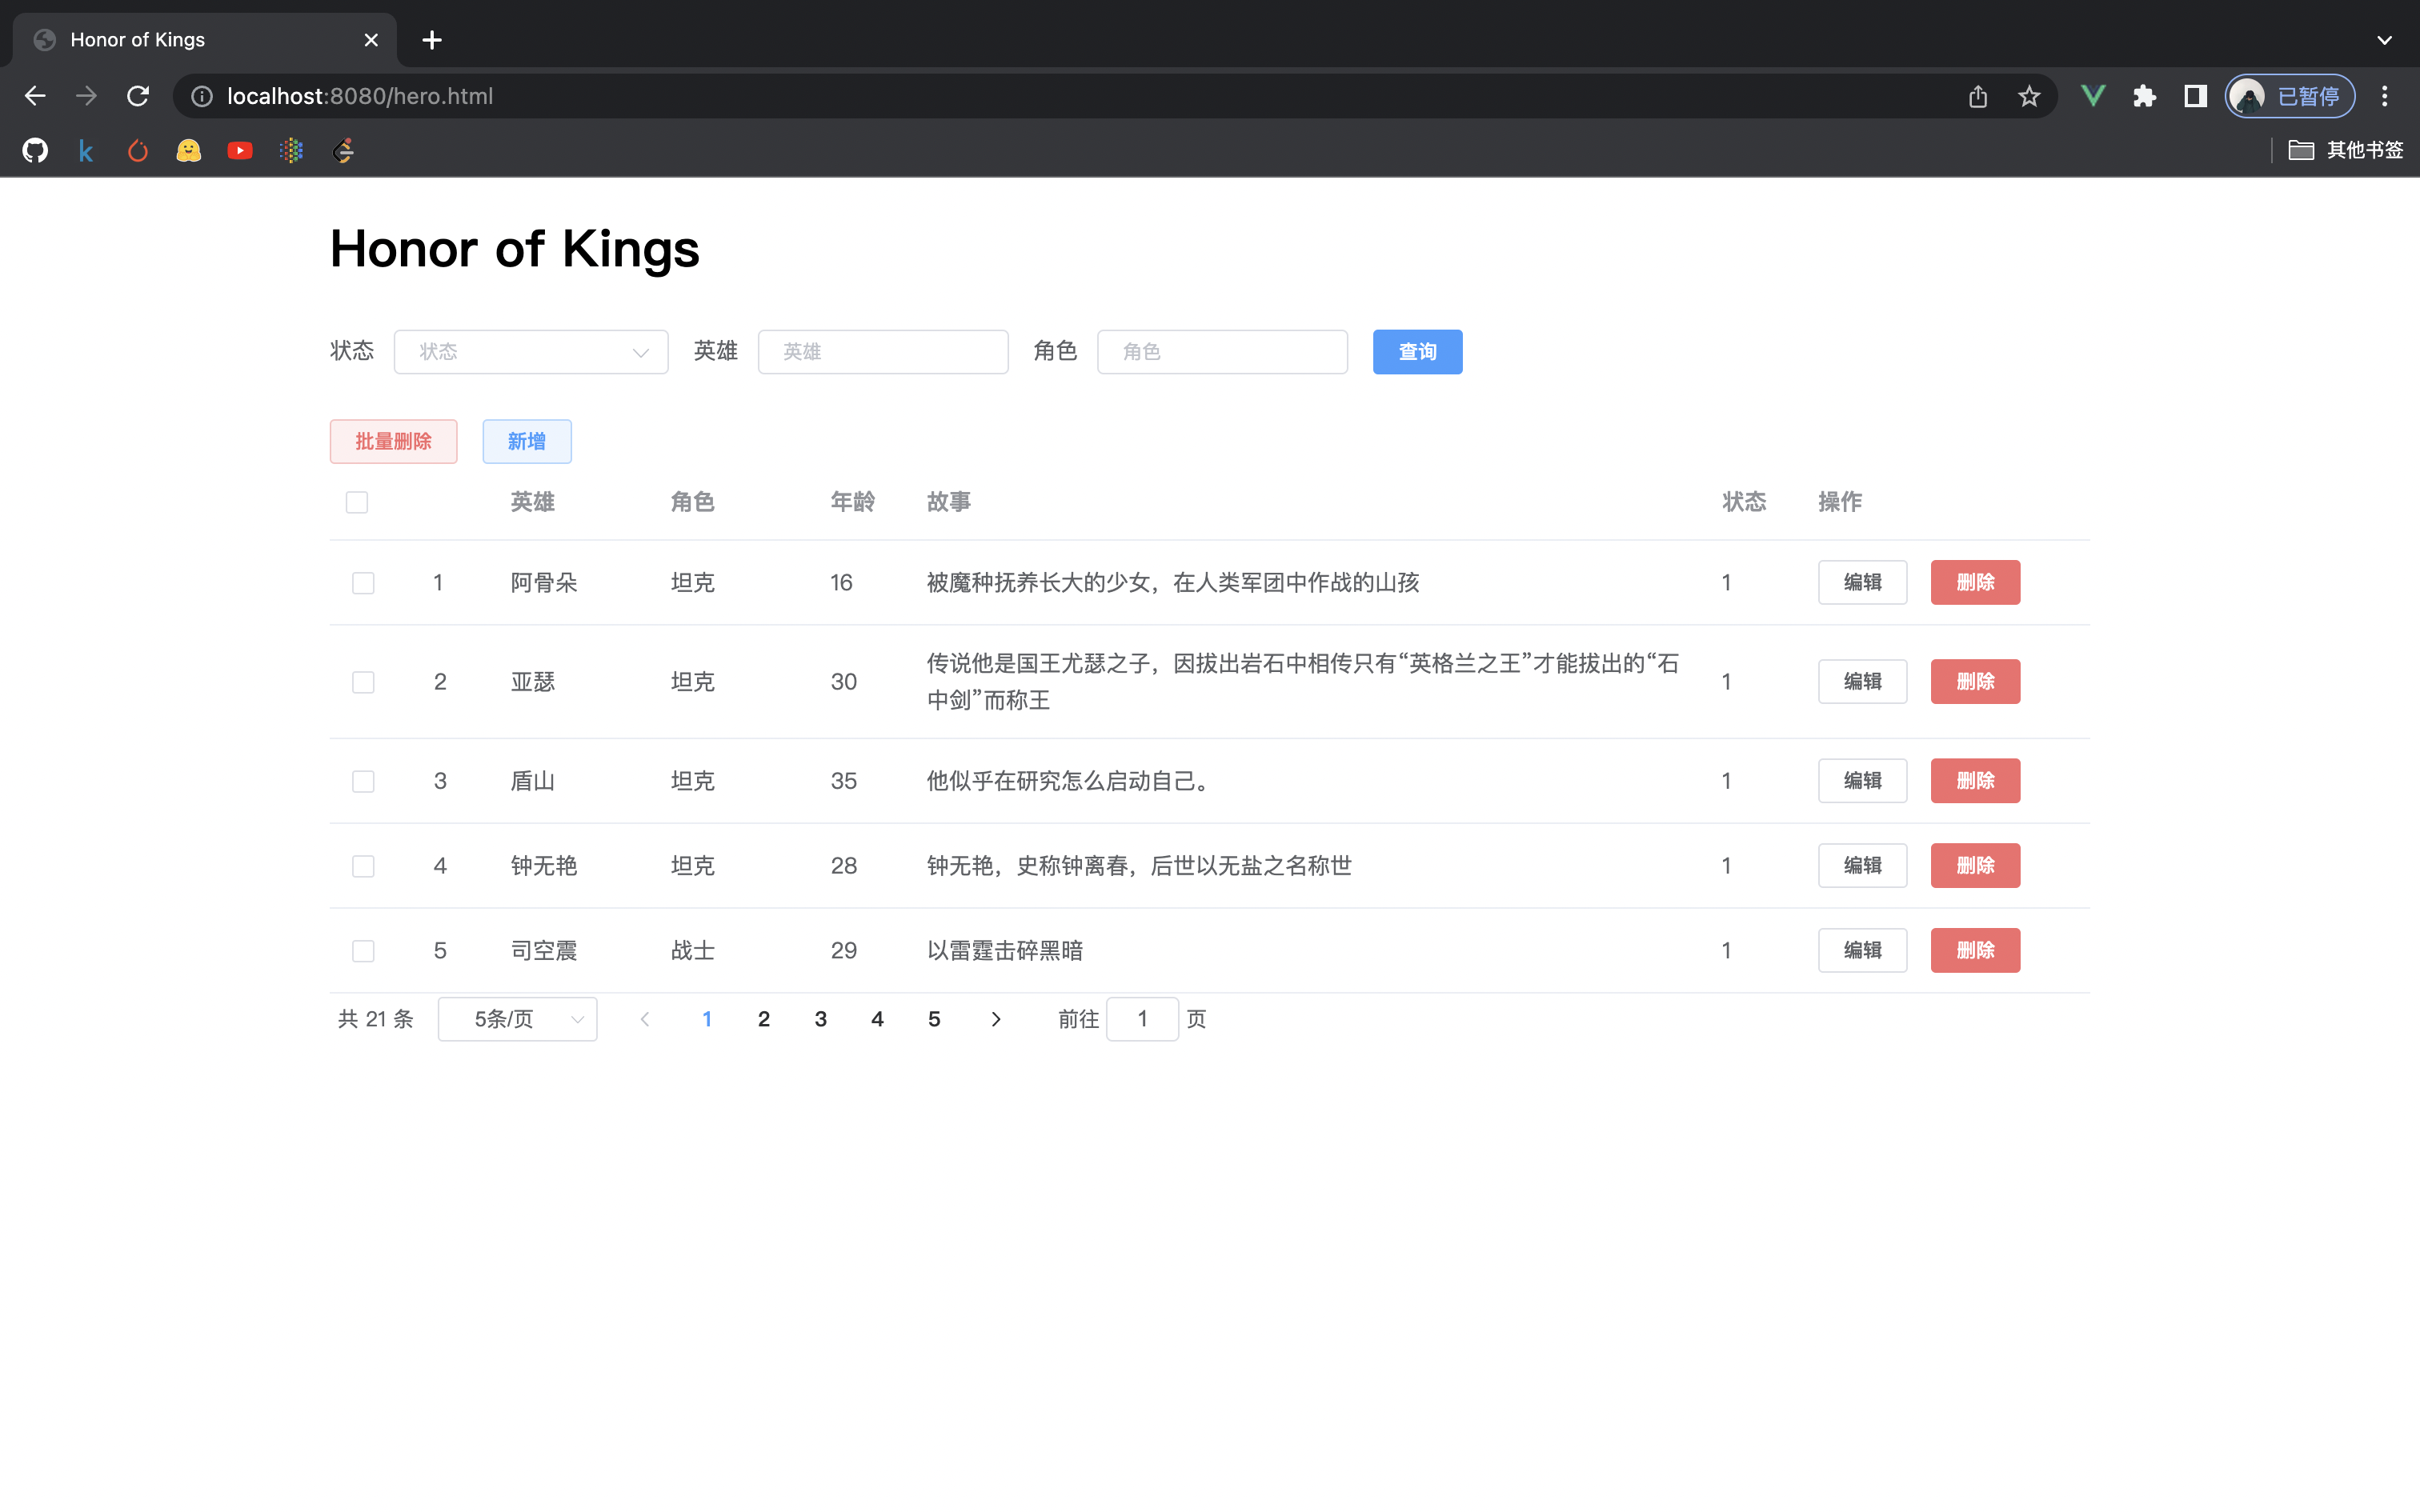 Honor of Kings
localhost:8080/hero.html
已暂停
k
其他书签
Honor of Kings
状态 状态 英雄 英雄 角色 角色 查询
批量删除 新增
英雄 角色 年龄 故事 状态 操作
1 阿骨朵 坦克 16 被魔种抚养长大的少女，在人类军团中作战的山孩 1 编辑 删除
2 亚瑟 坦克 30 传说他是国王尤瑟之子，因拔出岩石中相传只有“英格兰之王”才能拔出的“石 1 编辑 删除
中剑”而称王
3 盾山 坦克 35 他似乎在研究怎么启动自己。 1 编辑 删除
4 钟无艳 坦克 28 钟无艳，史称钟离春，后世以无盐之名称世 1 编辑 删除
5 司空震 战士 29 以雷霆击碎黑暗 1 编辑 删除
共 21 条 5条/页 1 2 3 4 5 前往 1 页